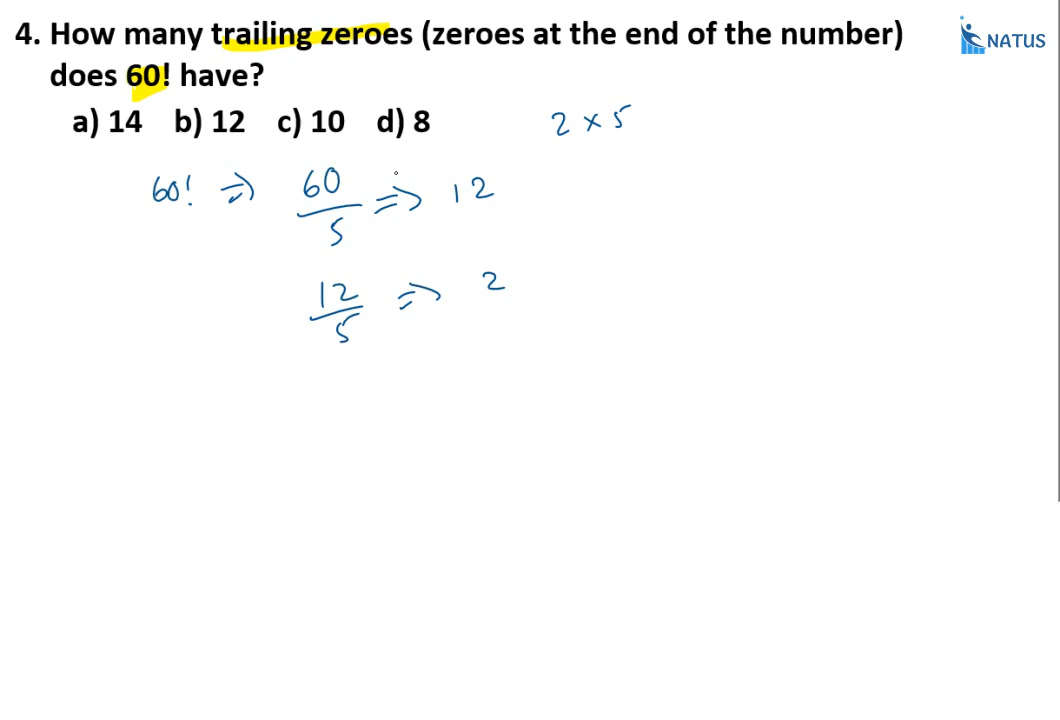 4. How many trailing zeroes (zeroes at the end of the number)
NATUS
does 60! have?
a) 14 b) 12 c) 10 d) 8
2 × 5
60! ⇒ 60/5 ⇒ 12
12/5 ⇒ 2